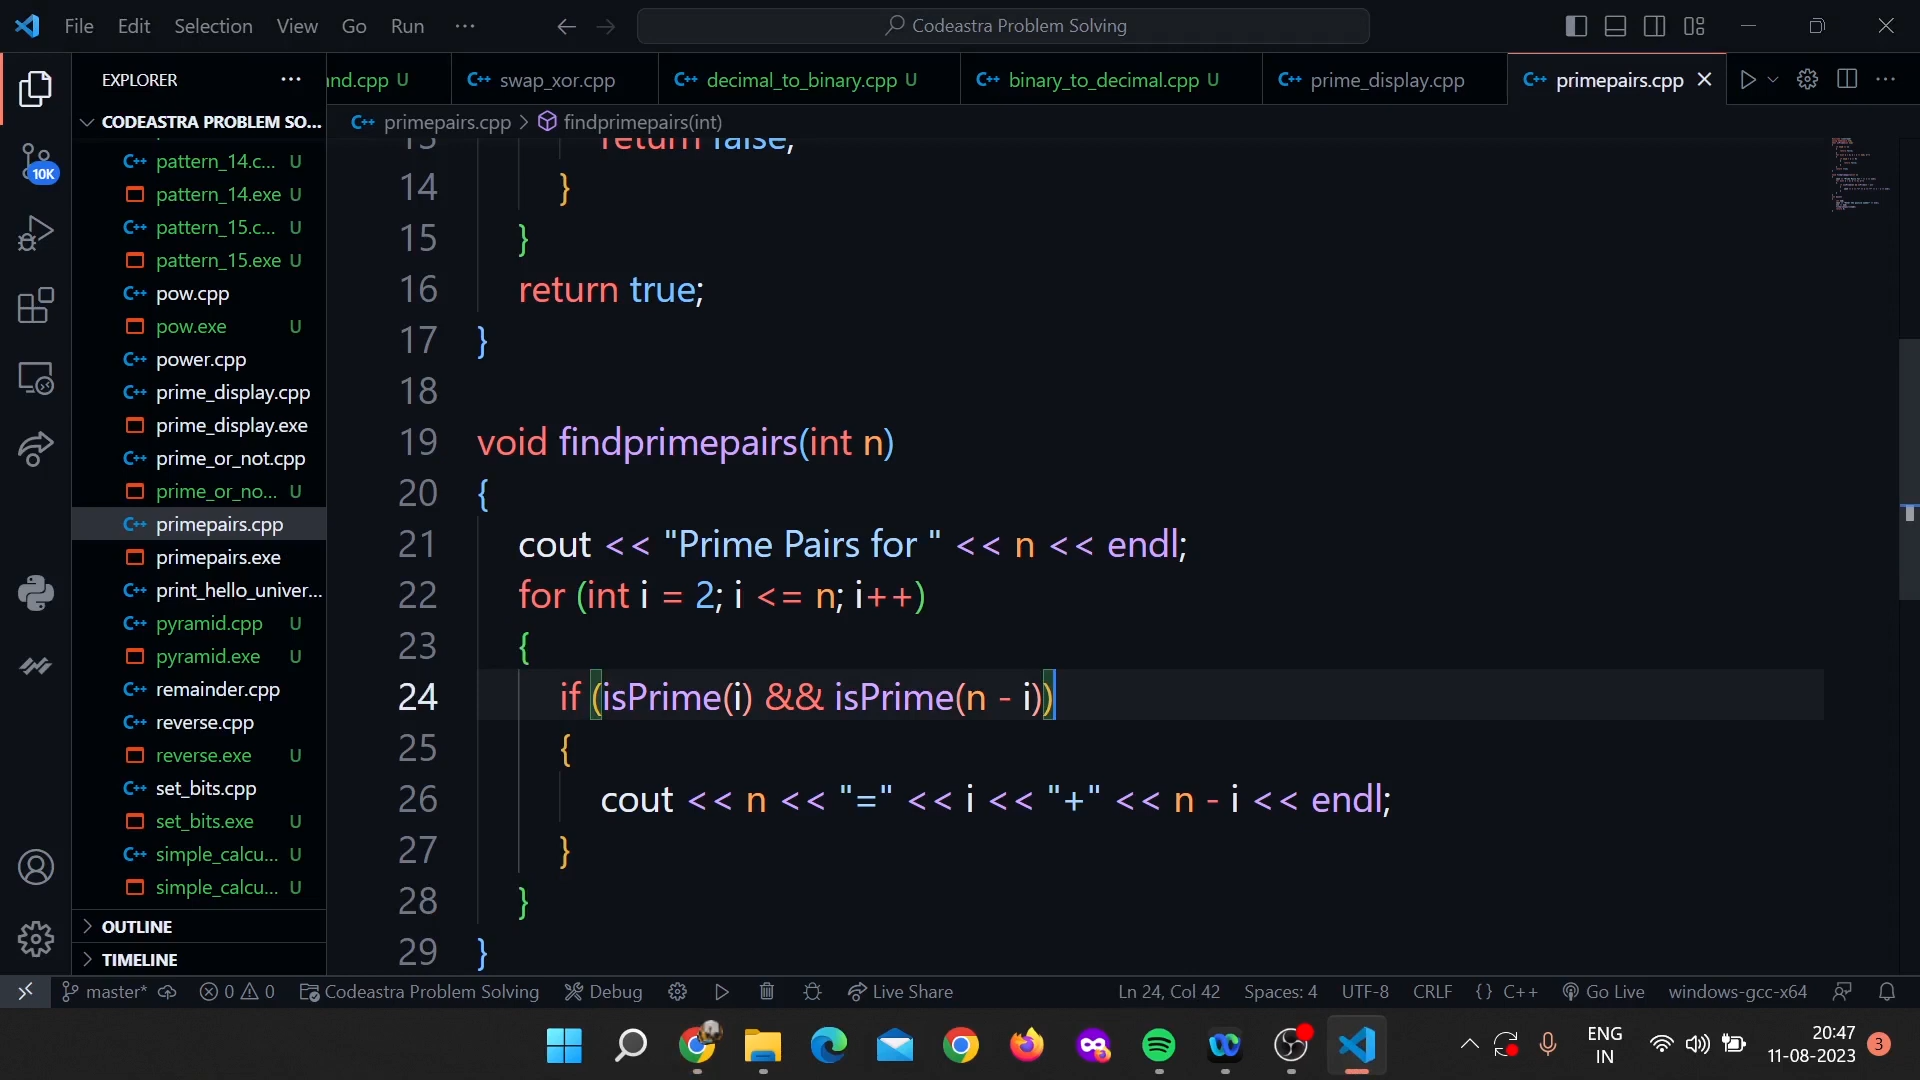 File Edit Selection View Go Run ···
Codeastra Problem Solving
EXPLORER ···
nd.cpp U
C++ swap_xor.cpp
C++ decimal_to_binary.cpp U
C++ binary_to_decimal.cpp U
C++ prime_display.cpp
C++ primepairs.cpp
CODEASTRA PROBLEM SO...
C++ primepairs.cpp > findprimepairs(int)
C++ pattern_14.c... U
pattern_14.exe U
C++ pattern_15.c... U
pattern_15.exe U
C++ pow.cpp
pow.exe U
C++ power.cpp
C++ prime_display.cpp
prime_display.exe
C++ prime_or_not.cpp
prime_or_no... U
C++ primepairs.cpp
primepairs.exe
C++ print_hello_univer...
C++ pyramid.cpp U
pyramid.exe U
C++ remainder.cpp
C++ reverse.cpp
reverse.exe U
C++ set_bits.cpp
set_bits.exe U
C++ simple_calcu... U
simple_calcu... U
OUTLINE
TIMELINE
10K
13 return false;
14 }
15 }
16 return true;
17 }
18
19 void findprimepairs(int n)
20 {
21 cout << "Prime Pairs for " << n << endl;
22 for (int i = 2; i <= n; i++)
23 {
24 if (isPrime(i) && isPrime(n - i))
25 {
26 cout << n << "=" << i << "+" << n - i << endl;
27 }
28 }
29 }
master* 0 0 Codeastra Problem Solving Debug Live Share Ln 24, Col 42 Spaces: 4 UTF-8 CRLF {} C++ Go Live windows-gcc-x64
ENG
IN
20:47
11-08-2023
3